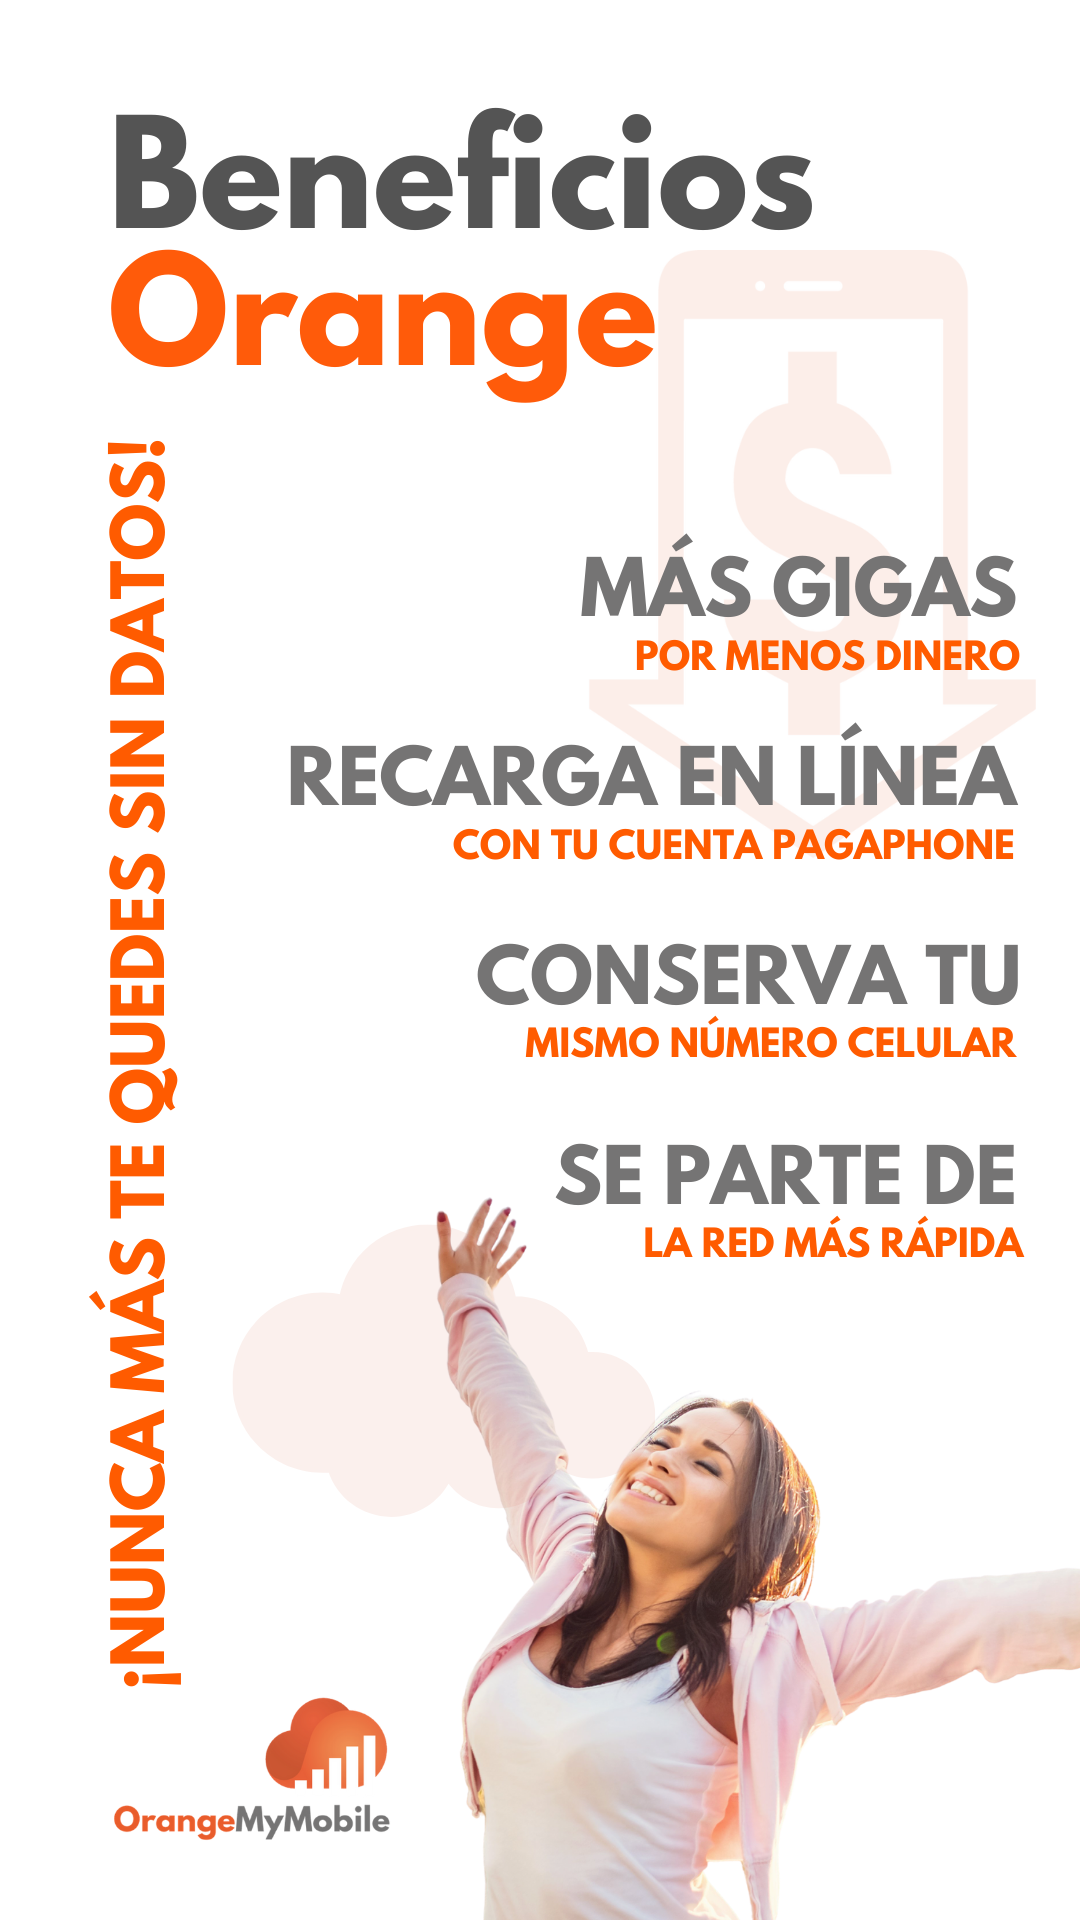 Beneficios
Orange
¡NUNCA MÁS TE QUEDES SIN DATOS!
MÁS GIGAS
POR MENOS DINERO
RECARGA EN LÍNEA
CON TU CUENTA PAGAPHONE
CONSERVA TU
MISMO NÚMERO CELULAR
SE PARTE DE
LA RED MÁS RÁPIDA
OrangeMyMobile